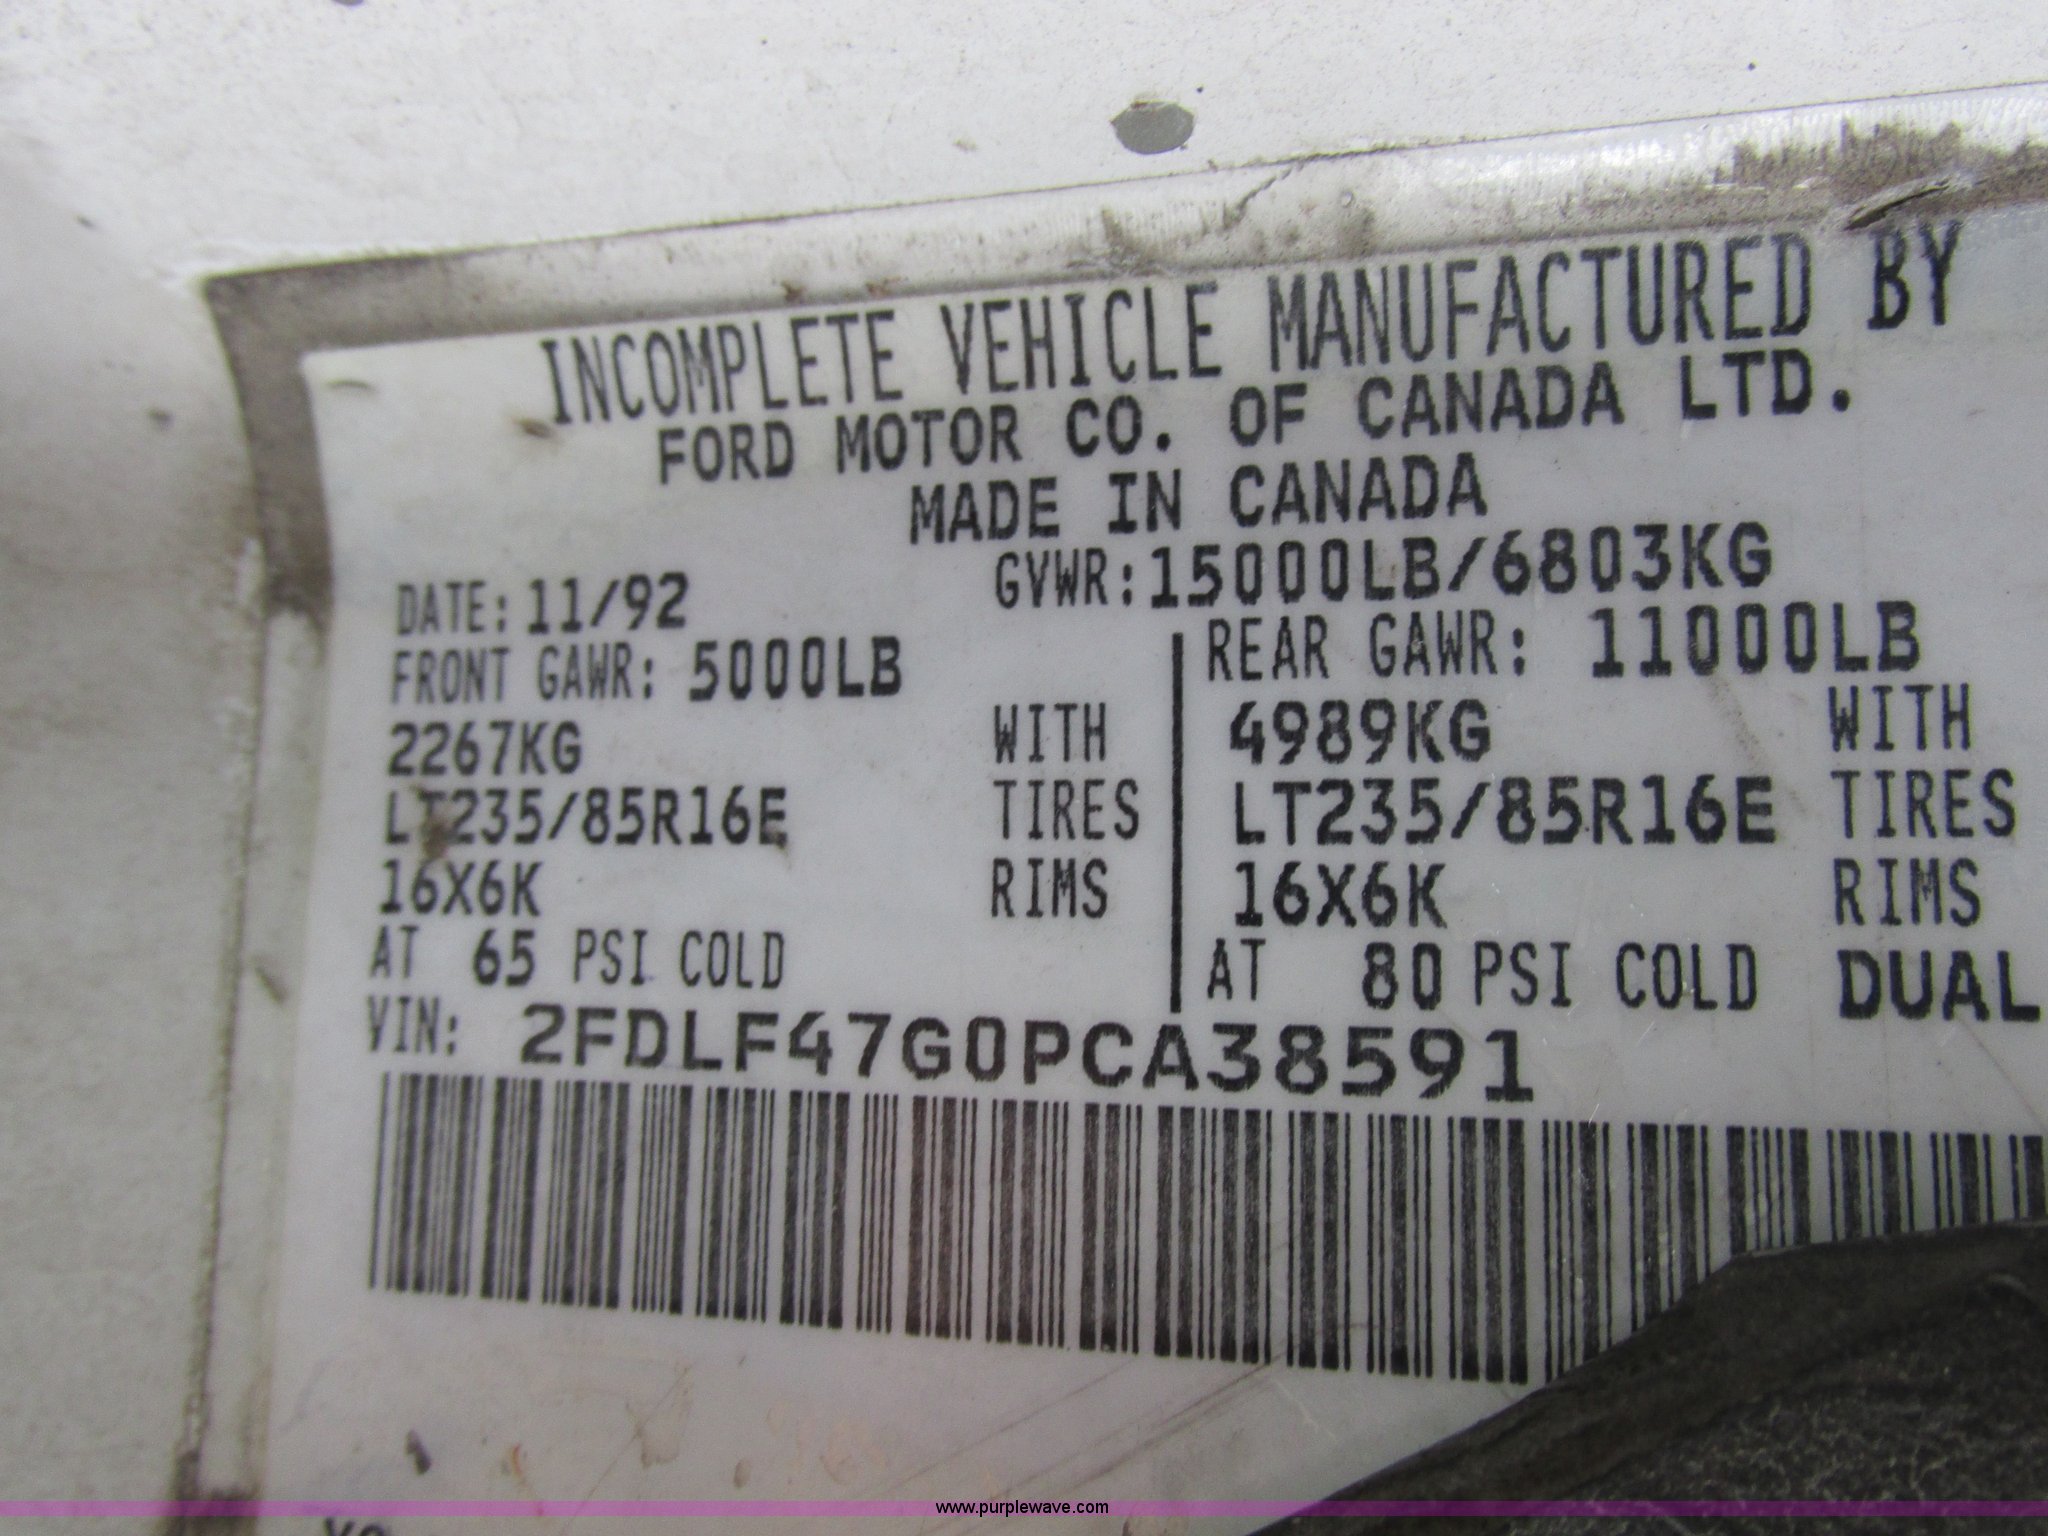 INCOMPLETE VEHICLE MANUFACTURED BY
FORD MOTOR CO. OF CANADA LTD.
MADE IN CANADA
DATE: 11/92 GVWR: 15000LB/6803KG
FRONT GAWR: 5000LB REAR GAWR: 11000LB
2267KG WITH 4989KG WITH
LT235/85R16E TIRES LT235/85R16E TIRES
16X6K RIMS 16X6K RIMS
AT 65 PSI COLD AT 80 PSI COLD DUAL
VIN: 2FDLF47G0PCA38591
www.purplewave.com